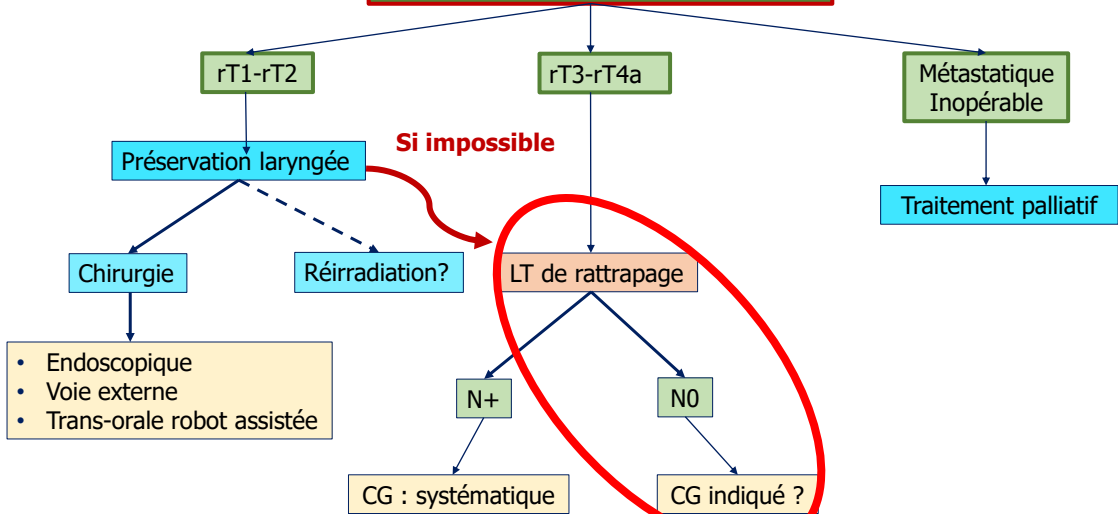 rT1-rT2
rT3-rT4a
Métastatique
Inopérable
Si impossible
Préservation laryngée
Traitement palliatif
Chirurgie
Réirradiation?
LT de rattrapage
• Endoscopique
• Voie externe
• Trans-orale robot assistée
N+
N0
CG : systématique
CG indiqué ?